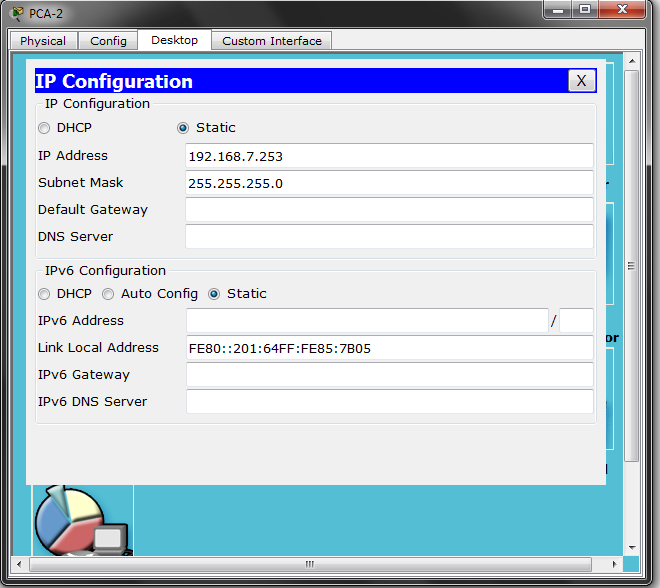 PCA-2
Physical Config Desktop Custom Interface
IP Configuration X
IP Configuration
DHCP Static
IP Address 192.168.7.253
Subnet Mask 255.255.255.0
Default Gateway
DNS Server
IPv6 Configuration
DHCP Auto Config Static
IPv6 Address /
Link Local Address FE80::201:64FF:FE85:7B05
IPv6 Gateway
IPv6 DNS Server
or